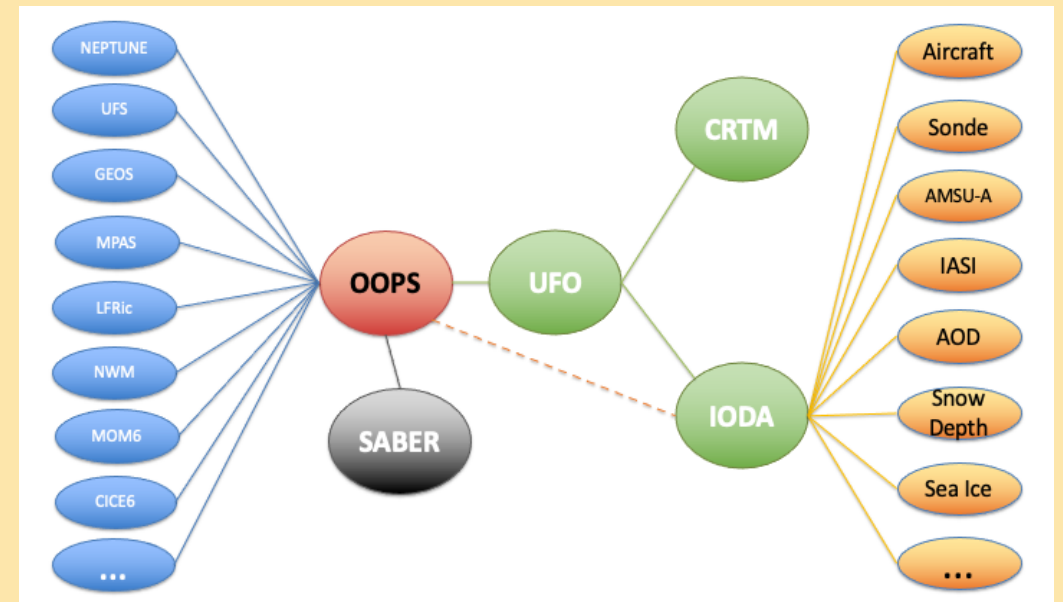 NEPTUNE
UFS
GEOS
MPAS
LFRic
NWM
MOM6
CICE6
...
OOPS
SABER
UFO
CRTM
IODA
Aircraft
Sonde
AMSU-A
IASI
AOD
Snow
Depth
Sea Ice
...